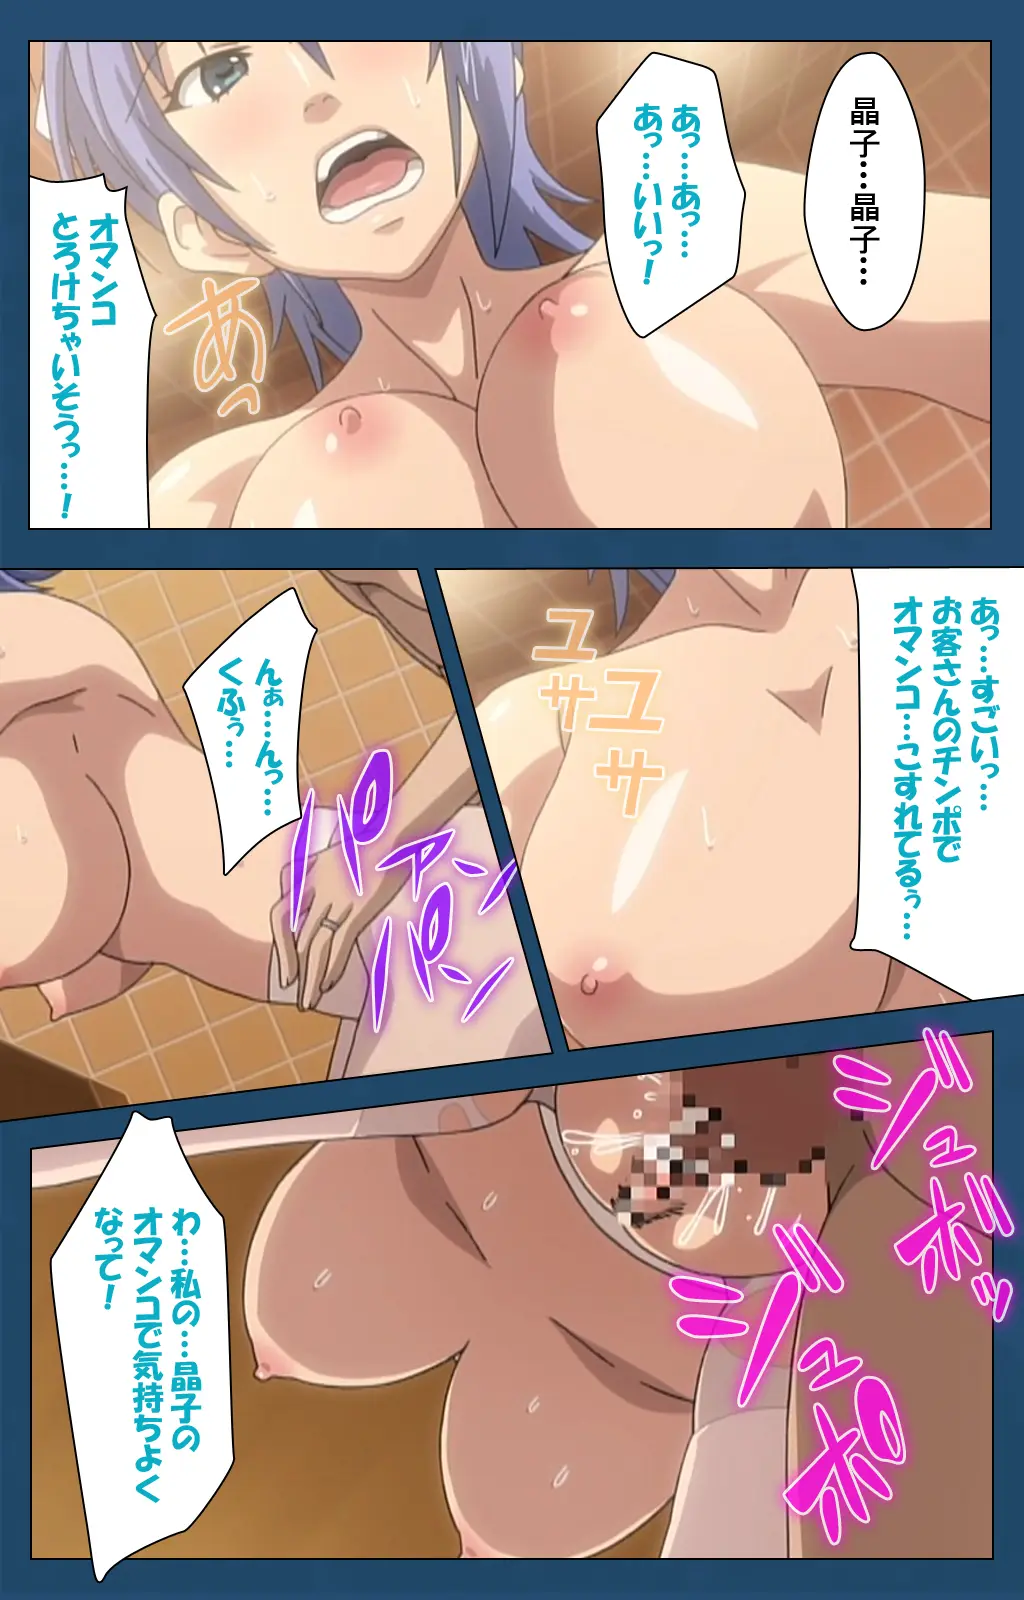 晶子…晶子…
あっ…あっ…
あっ…いいっ！
あっ
オマンコ
とろけちゃいそうっ…！
あっ…すごいっ…
お客さんのチンポで
オマンコ…こすれてるぅ…
ユサ
ユサ
んぁ…んっ…
くふぅ…
パン
パァン
ジュボッ
ジュポ
わ…私の…晶子の
オマンコで気持ちよく
なって！